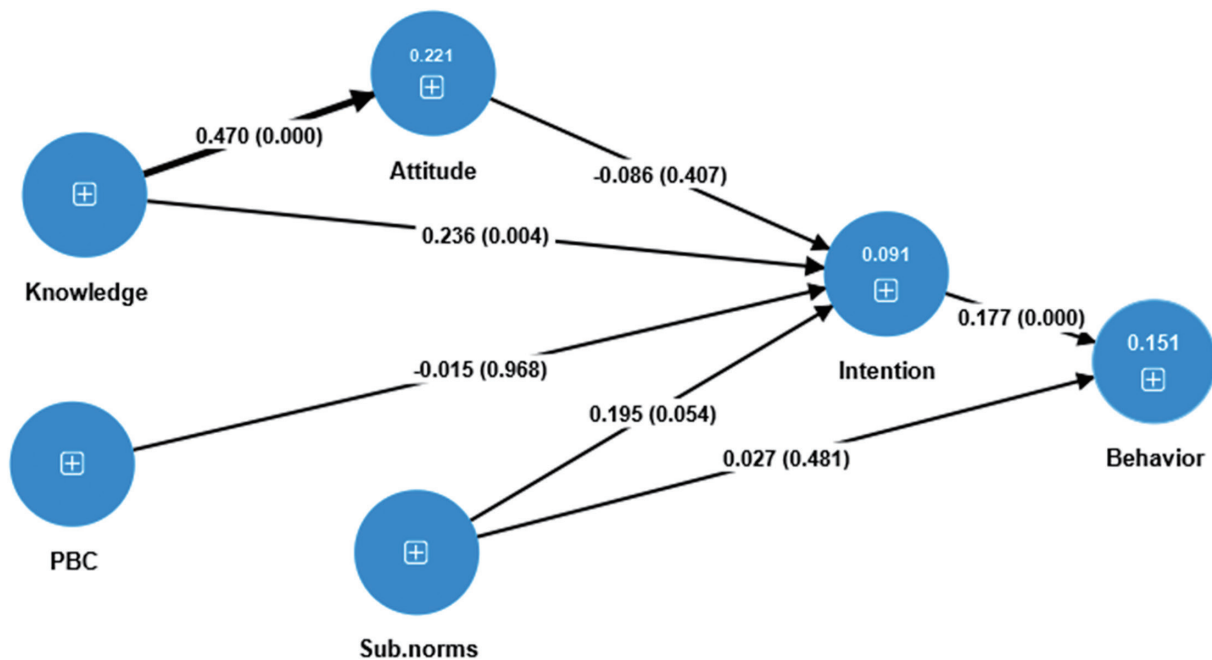 0.221
0.470 (0.000)
Attitude
-0.086 (0.407)
0.236 (0.004)
Knowledge
0.091
0.177 (0.000)
Intention
0.151
-0.015 (0.968)
0.195 (0.054)
0.027 (0.481)
Behavior
PBC
Sub.norms